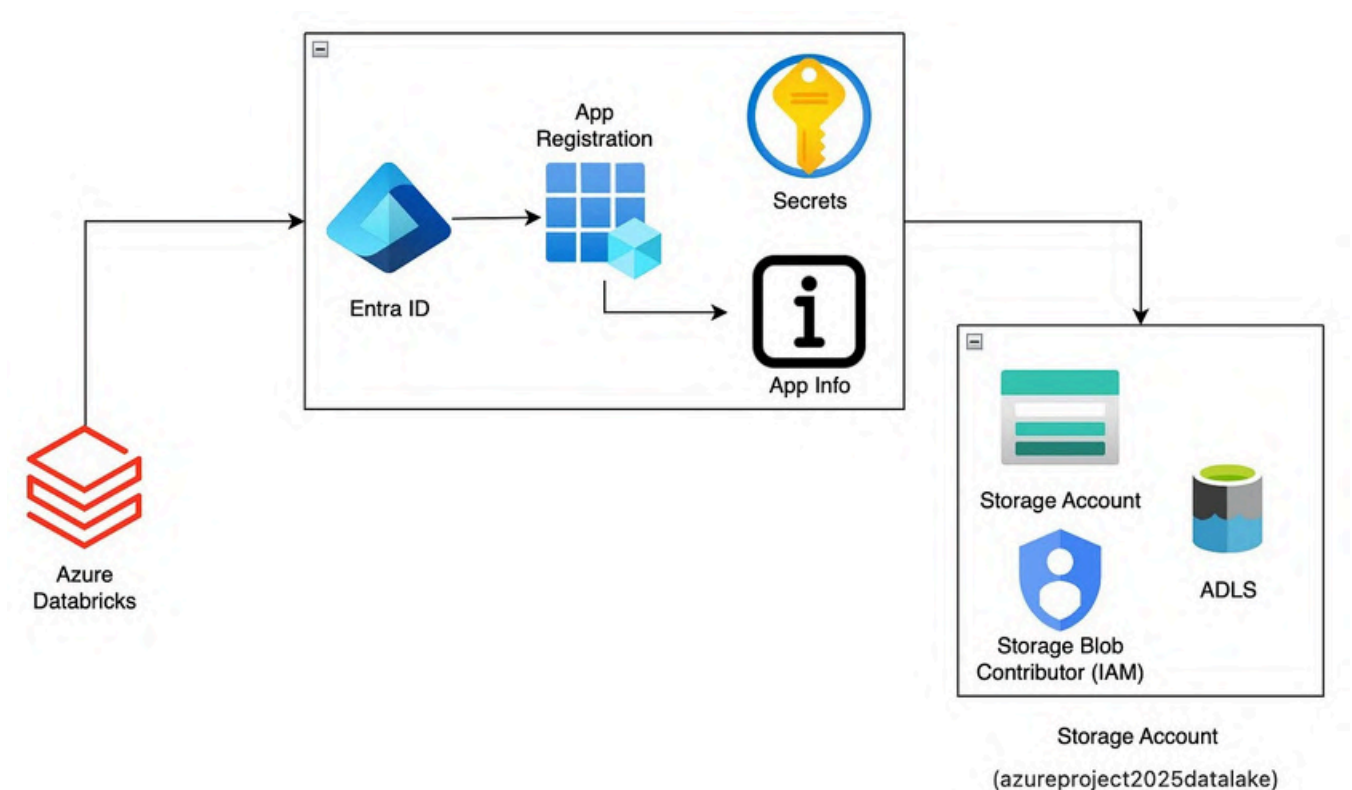 App
Registration
Secrets
Entra ID
App Info
Azure
Databricks
Storage Account
ADLS
Storage Blob
Contributor (IAM)
Storage Account
(azureproject2025datalake)